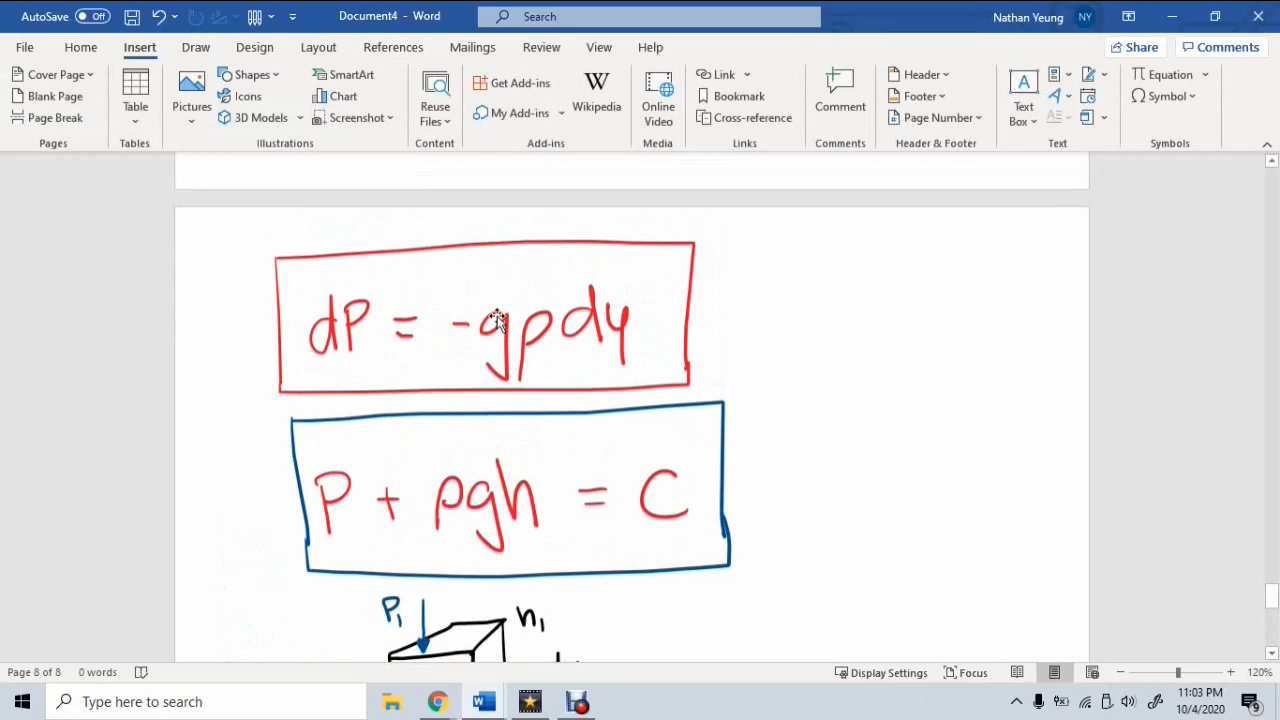 AutoSave Off Document4 - Word Search Nathan Yeung NY
File Home Insert Draw Design Layout References Mailings Review View Help Share Comments
Cover Page Blank Page Page Break Pages
Table Tables
Pictures Shapes Icons 3D Models SmartArt Chart Screenshot Illustrations
Reuse Files Content
Get Add-ins My Add-ins Wikipedia Add-ins
Online Video Media
Link Bookmark Cross-reference Links
Comment Comments
Header Footer Page Number Header & Footer
Text Box Text
Equation Symbol Symbols
dP = -gρdy
P + ρgh = C
P₁ h₁
Page 8 of 8 0 words Display Settings Focus 120%
Type here to search 11:03 PM
10/4/2020 9